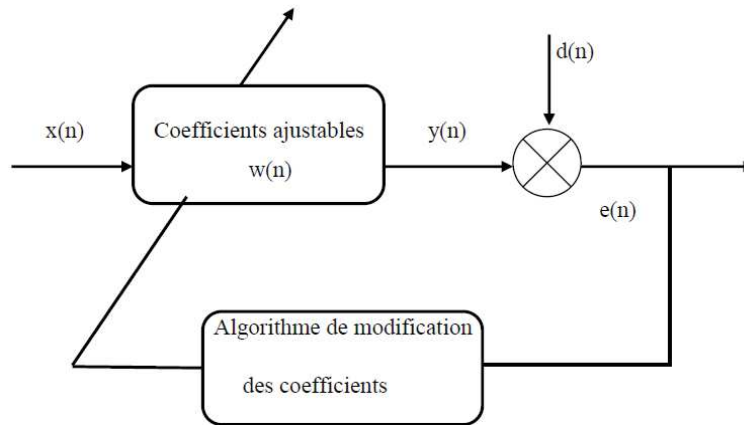 d(n)
x(n)
Coefficients ajustables
y(n)
w(n)
e(n)
Algorithme de modification
des coefficients